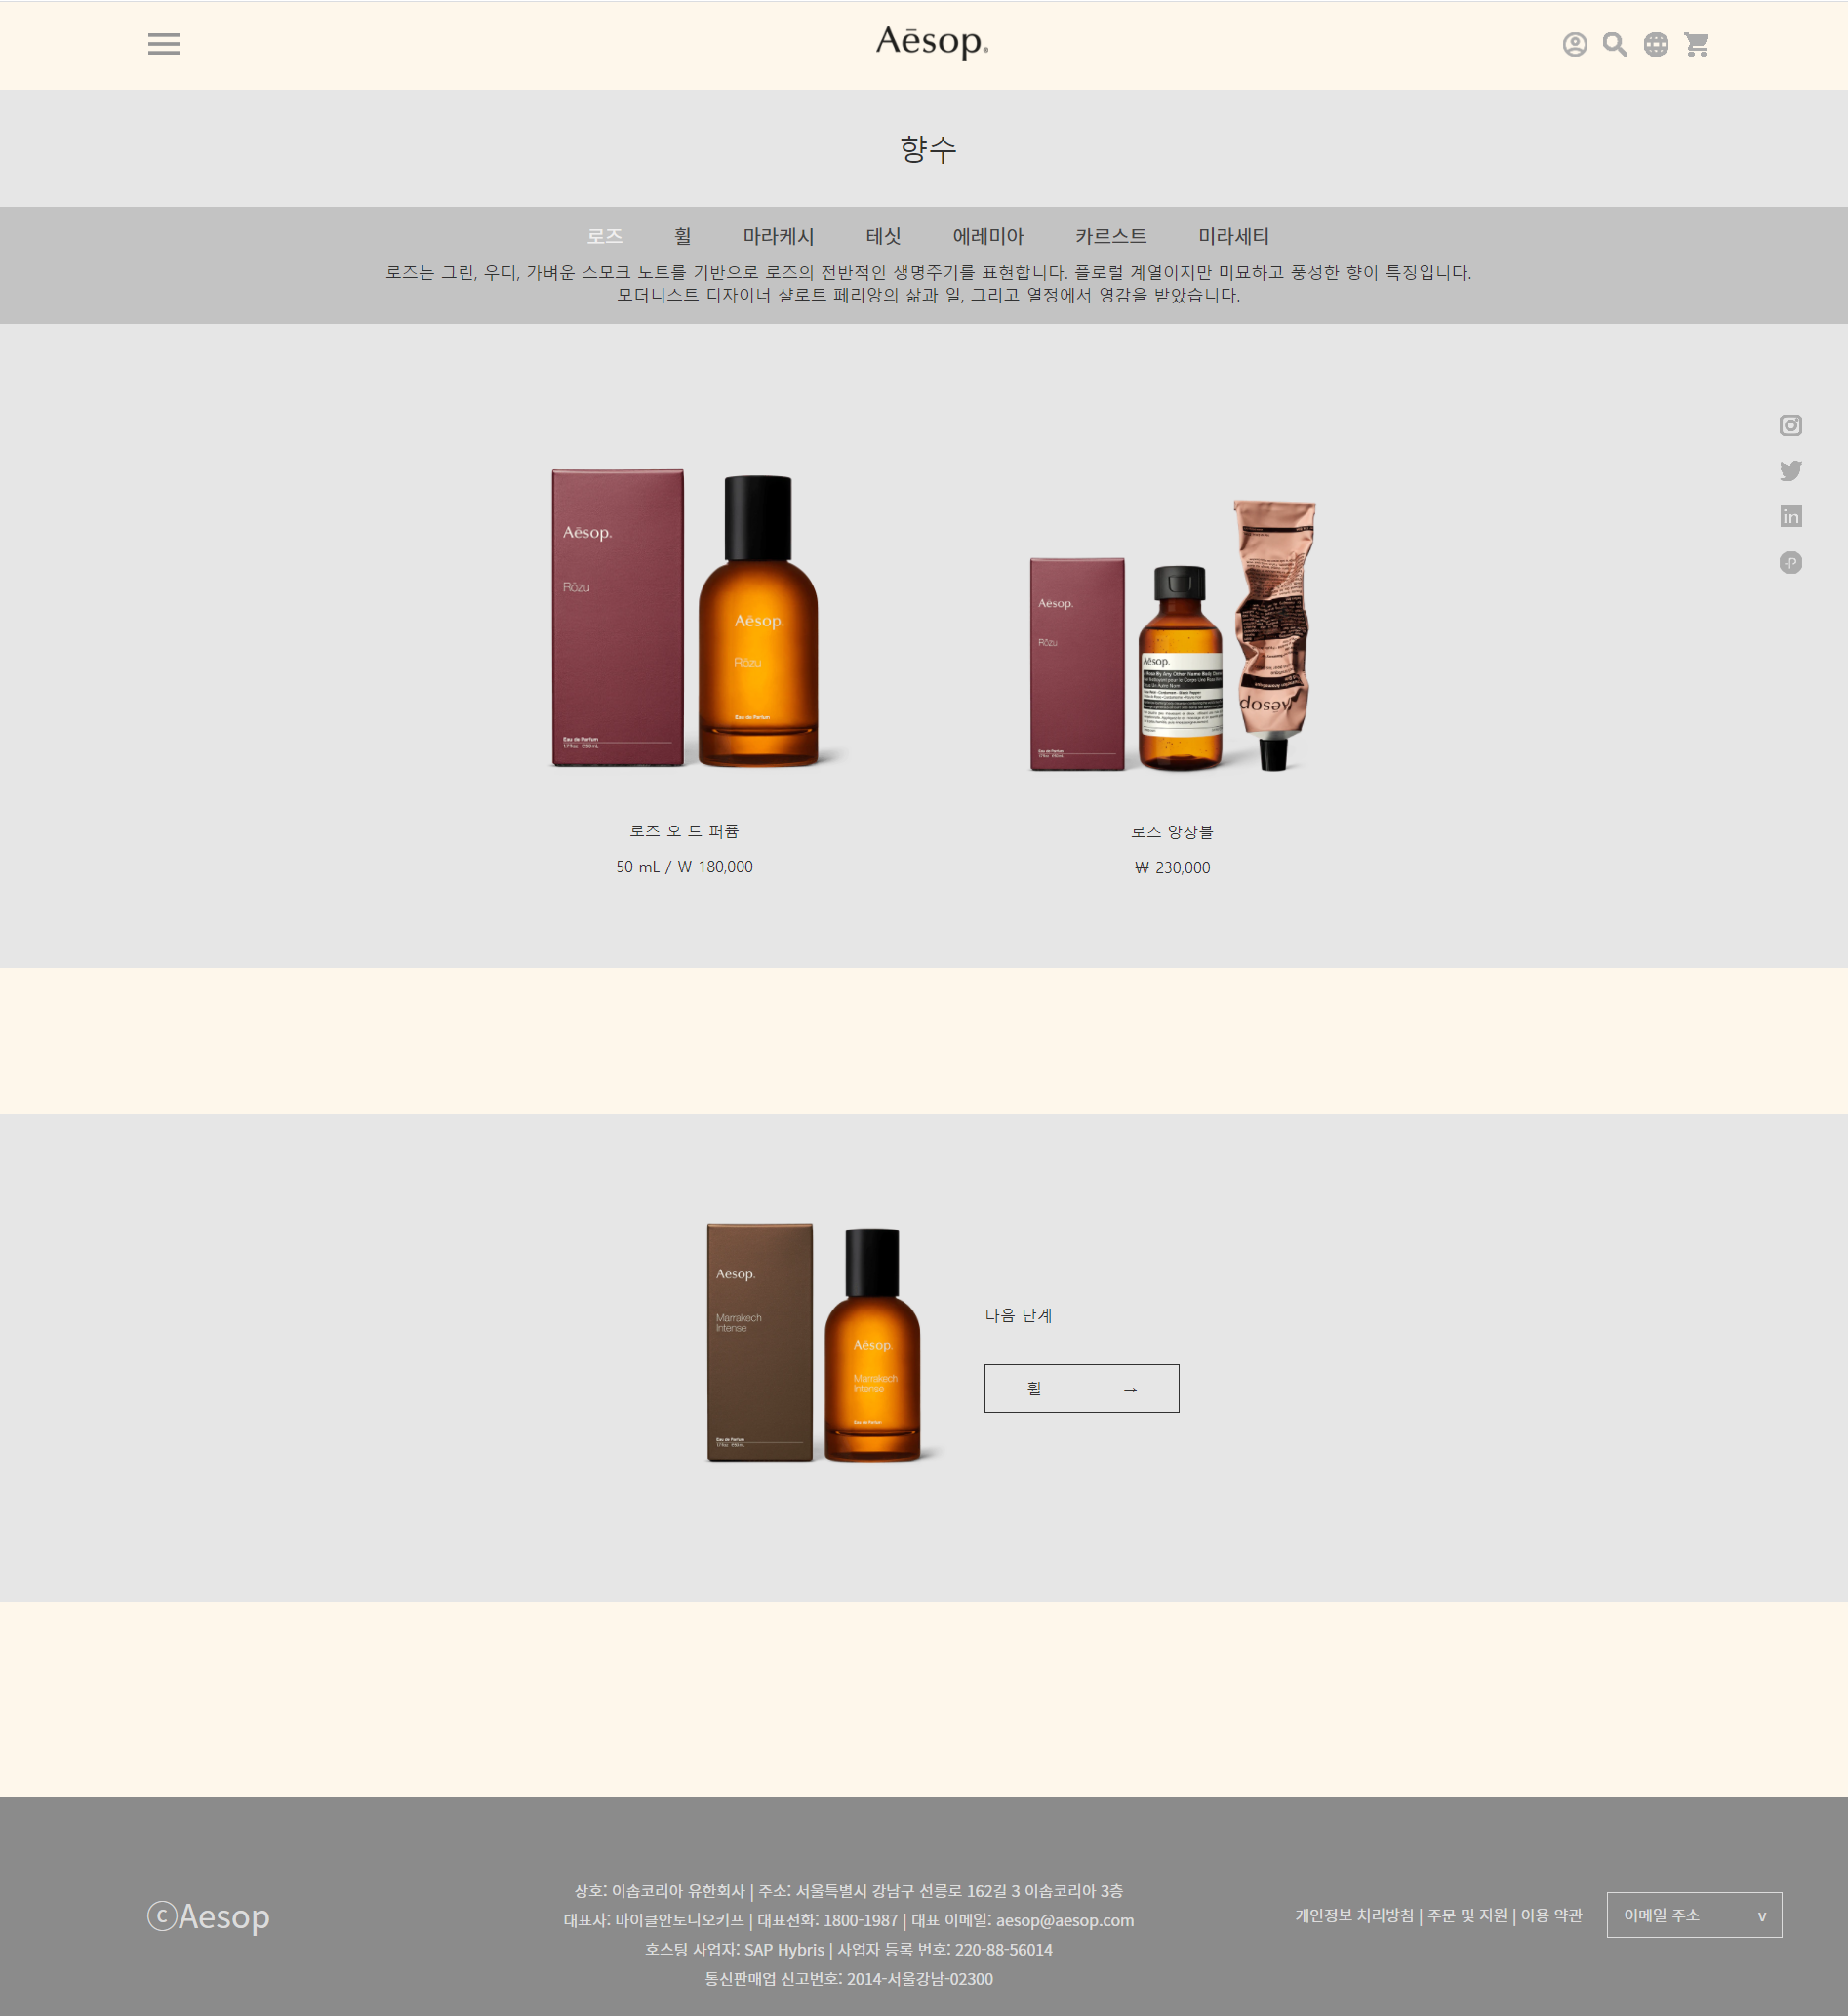 Aēsop.
향수
로즈 휠 마라케시 테싯 에레미아 카르스트 미라세티
로즈는 그린, 우디, 가벼운 스모크 노트를 기반으로 로즈의 전반적인 생명주기를 표현합니다. 플로럴 계열이지만 미묘하고 풍성한 향이 특징입니다.
모더니스트 디자이너 샬로트 페리앙의 삶과 일, 그리고 열정에서 영감을 받았습니다.
Aēsop.
Rōzu
Eau de Parfum
Aēsop.
Rōzu
Eau de Parfum
Aēsop.
Rōzu
Eau de Parfum
Aēsop.
Aesop
로즈 오 드 퍼퓸
50 mL / ₩ 180,000
로즈 앙상블
₩ 230,000
Aēsop.
Marrakech
Intense
Eau de Parfum
Aēsop.
Marrakech
Intense
Eau de Parfum
다음 단계
휠 →
ⓒAesop
상호: 이솝코리아 유한회사 | 주소: 서울특별시 강남구 선릉로 162길 3 이솝코리아 3층
대표자: 마이클안토니오키프 | 대표전화: 1800-1987 | 대표 이메일: aesop@aesop.com
호스팅 사업자: SAP Hybris | 사업자 등록 번호: 220-88-56014
통신판매업 신고번호: 2014-서울강남-02300
개인정보 처리방침 | 주문 및 지원 | 이용 약관
이메일 주소 v